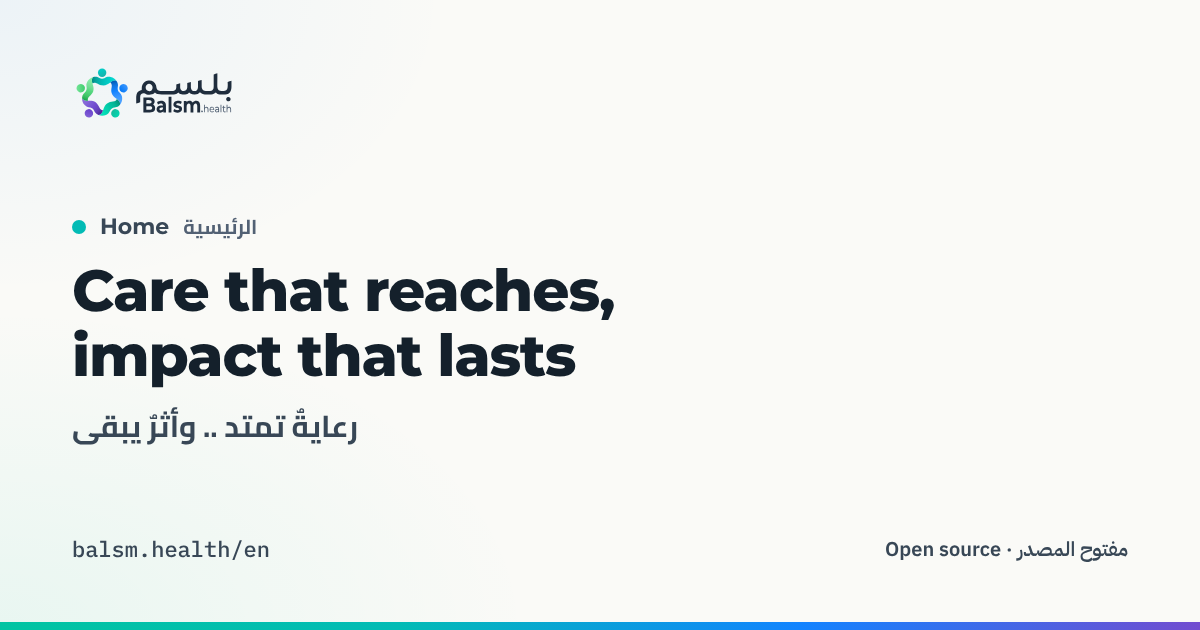 بلسم
Balsm.health
Home الرئيسية
Care that reaches,
impact that lasts
رعايةٌ تمتد .. وأثرٌ يبقى
balsm.health/en
Open source · مفتوح المصدر